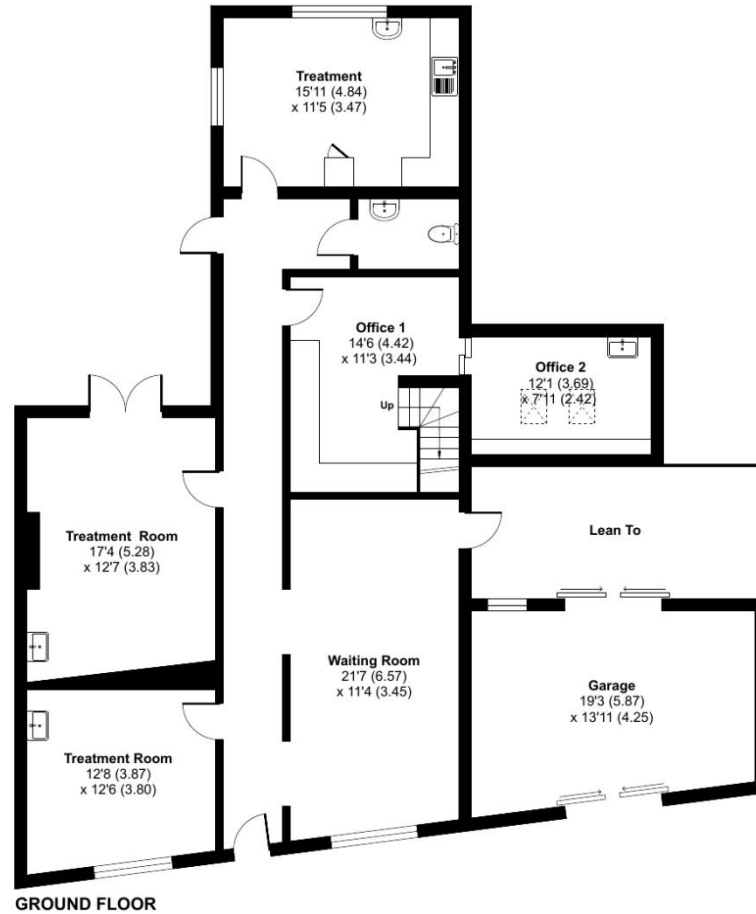 Treatment
15'11 (4.84)
x 11'5 (3.47)
Office 1
14'6 (4.42)
x 11'3 (3.44)
Office 2
12'1 (3.69)
x 7'11 (2.42)
Up
Treatment Room
17'4 (5.28)
x 12'7 (3.83)
Lean To
Waiting Room
21'7 (6.57)
x 11'4 (3.45)
Garage
19'3 (5.87)
x 13'11 (4.25)
Treatment Room
12'8 (3.87)
x 12'6 (3.80)
GROUND FLOOR